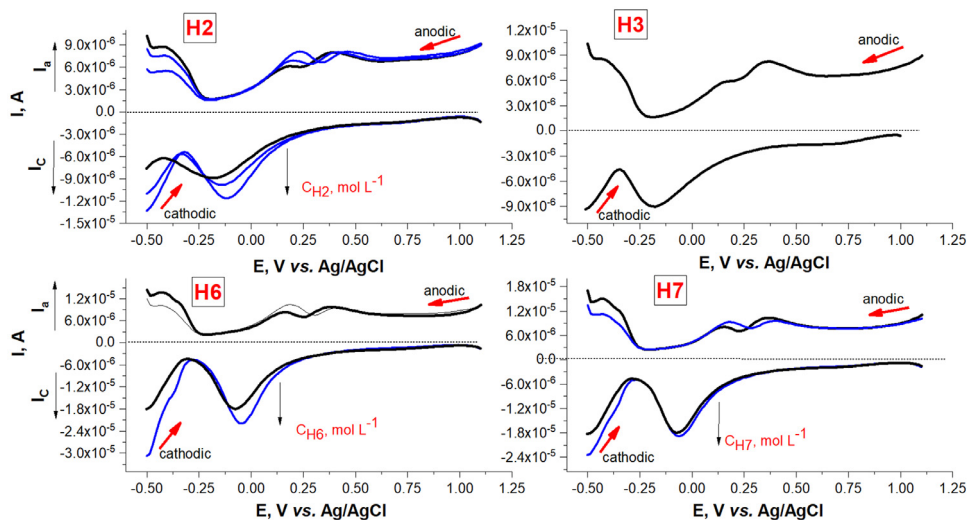 H2
anodic
9.0x10⁻⁶
6.0x10⁻⁶
3.0x10⁻⁶
0.0
-3.0x10⁻⁶
-6.0x10⁻⁶
-9.0x10⁻⁶
-1.2x10⁻⁵
-1.5x10⁻⁵
Iₐ
I, A
I_C
C_H2, mol L⁻¹
cathodic
-0.50 -0.25 0.00 0.25 0.50 0.75 1.00 1.25
E, V vs. Ag/AgCl
H3
anodic
1.2x10⁻⁵
9.0x10⁻⁶
6.0x10⁻⁶
3.0x10⁻⁶
0.0
-3.0x10⁻⁶
-6.0x10⁻⁶
-9.0x10⁻⁶
cathodic
-0.50 -0.25 0.00 0.25 0.50 0.75 1.00 1.25
E, V vs. Ag/AgCl
H6
anodic
1.2x10⁻⁵
6.0x10⁻⁶
0.0
-6.0x10⁻⁶
-1.2x10⁻⁵
-1.8x10⁻⁵
-2.4x10⁻⁵
-3.0x10⁻⁵
Iₐ
I, A
I_C
C_H6, mol L⁻¹
cathodic
-0.50 -0.25 0.00 0.25 0.50 0.75 1.00 1.25
E, V vs. Ag/AgCl
H7
anodic
1.8x10⁻⁵
1.2x10⁻⁵
6.0x10⁻⁶
0.0
-6.0x10⁻⁶
-1.2x10⁻⁵
-1.8x10⁻⁵
-2.4x10⁻⁵
C_H7, mol L⁻¹
cathodic
-0.50 -0.25 0.00 0.25 0.50 0.75 1.00 1.25
E, V vs. Ag/AgCl